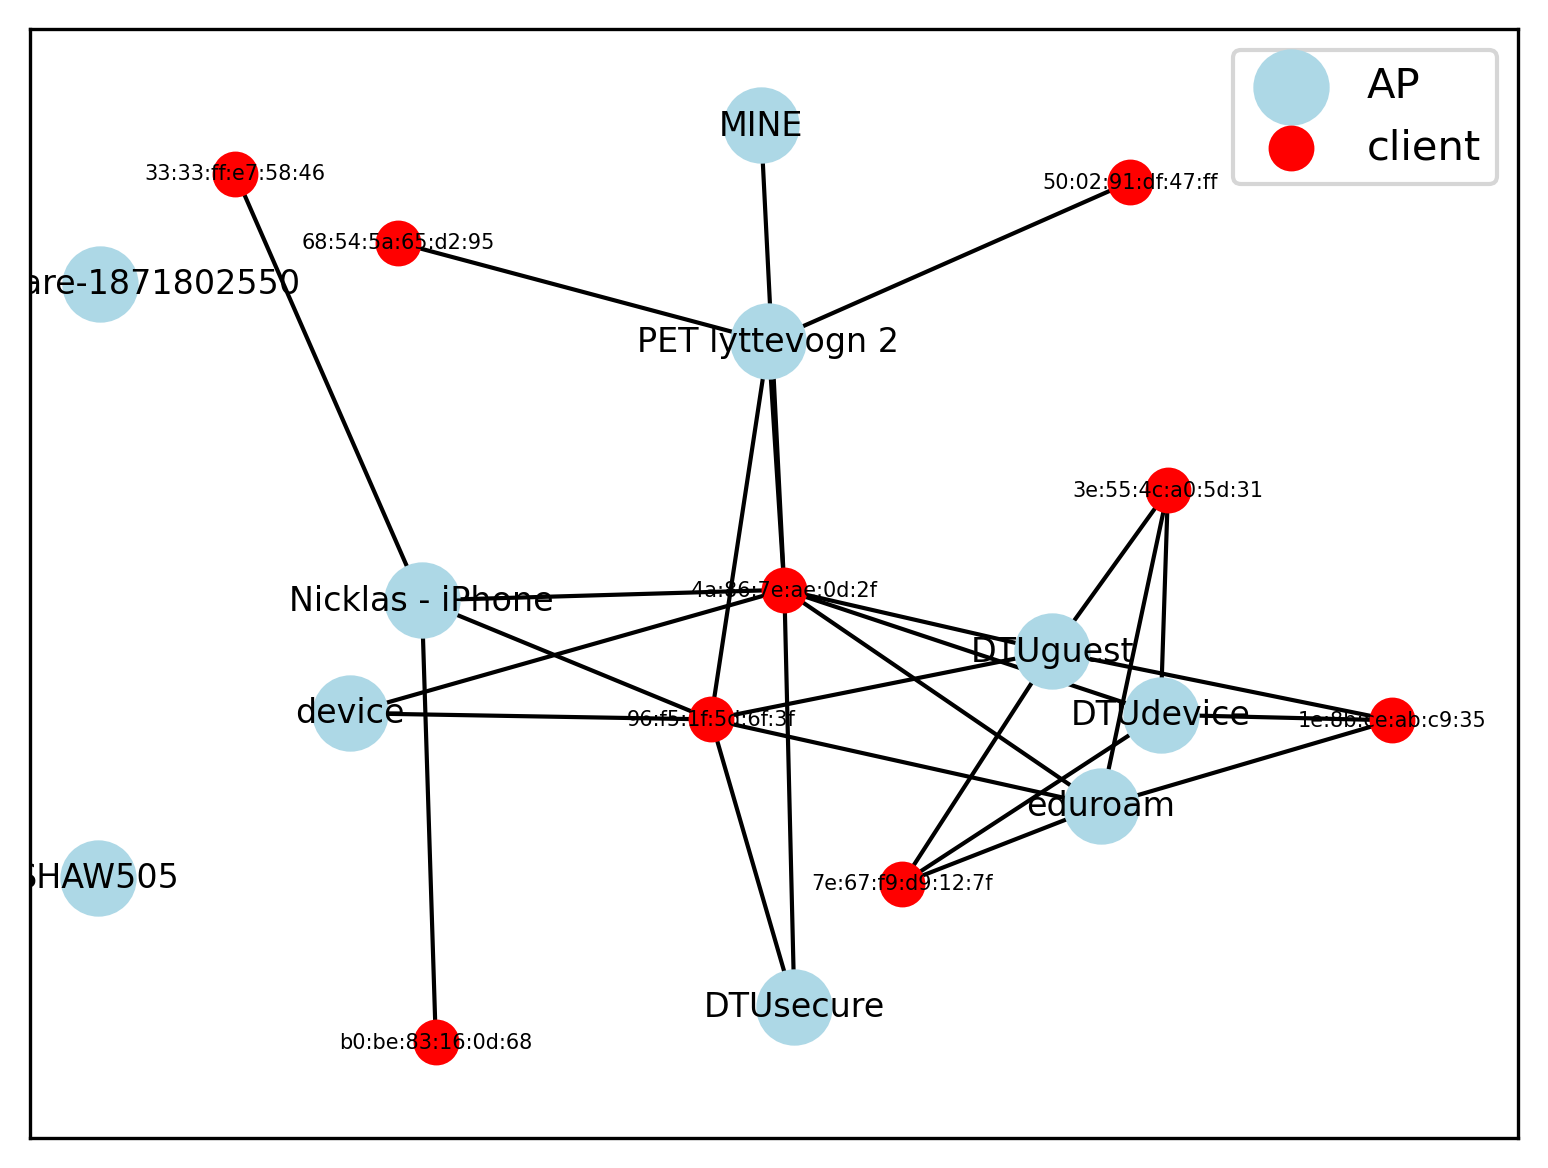 AP
client
MINE
33:33:ff:e7:58:46
50:02:91:df:47:ff
68:54:5a:65:d2:95
are-1871802550
PET lyttevogn 2
3e:55:4c:a0:5d:31
4a:86:7e:ae:0d:2f
Nicklas - iPhone
DTUguest
device
96:f5:1f:5d:6f:3f
DTUdevice
1e:8b:ce:ab:c9:35
eduroam
SHAW505
7e:67:f9:d9:12:7f
DTUsecure
b0:be:83:16:0d:68